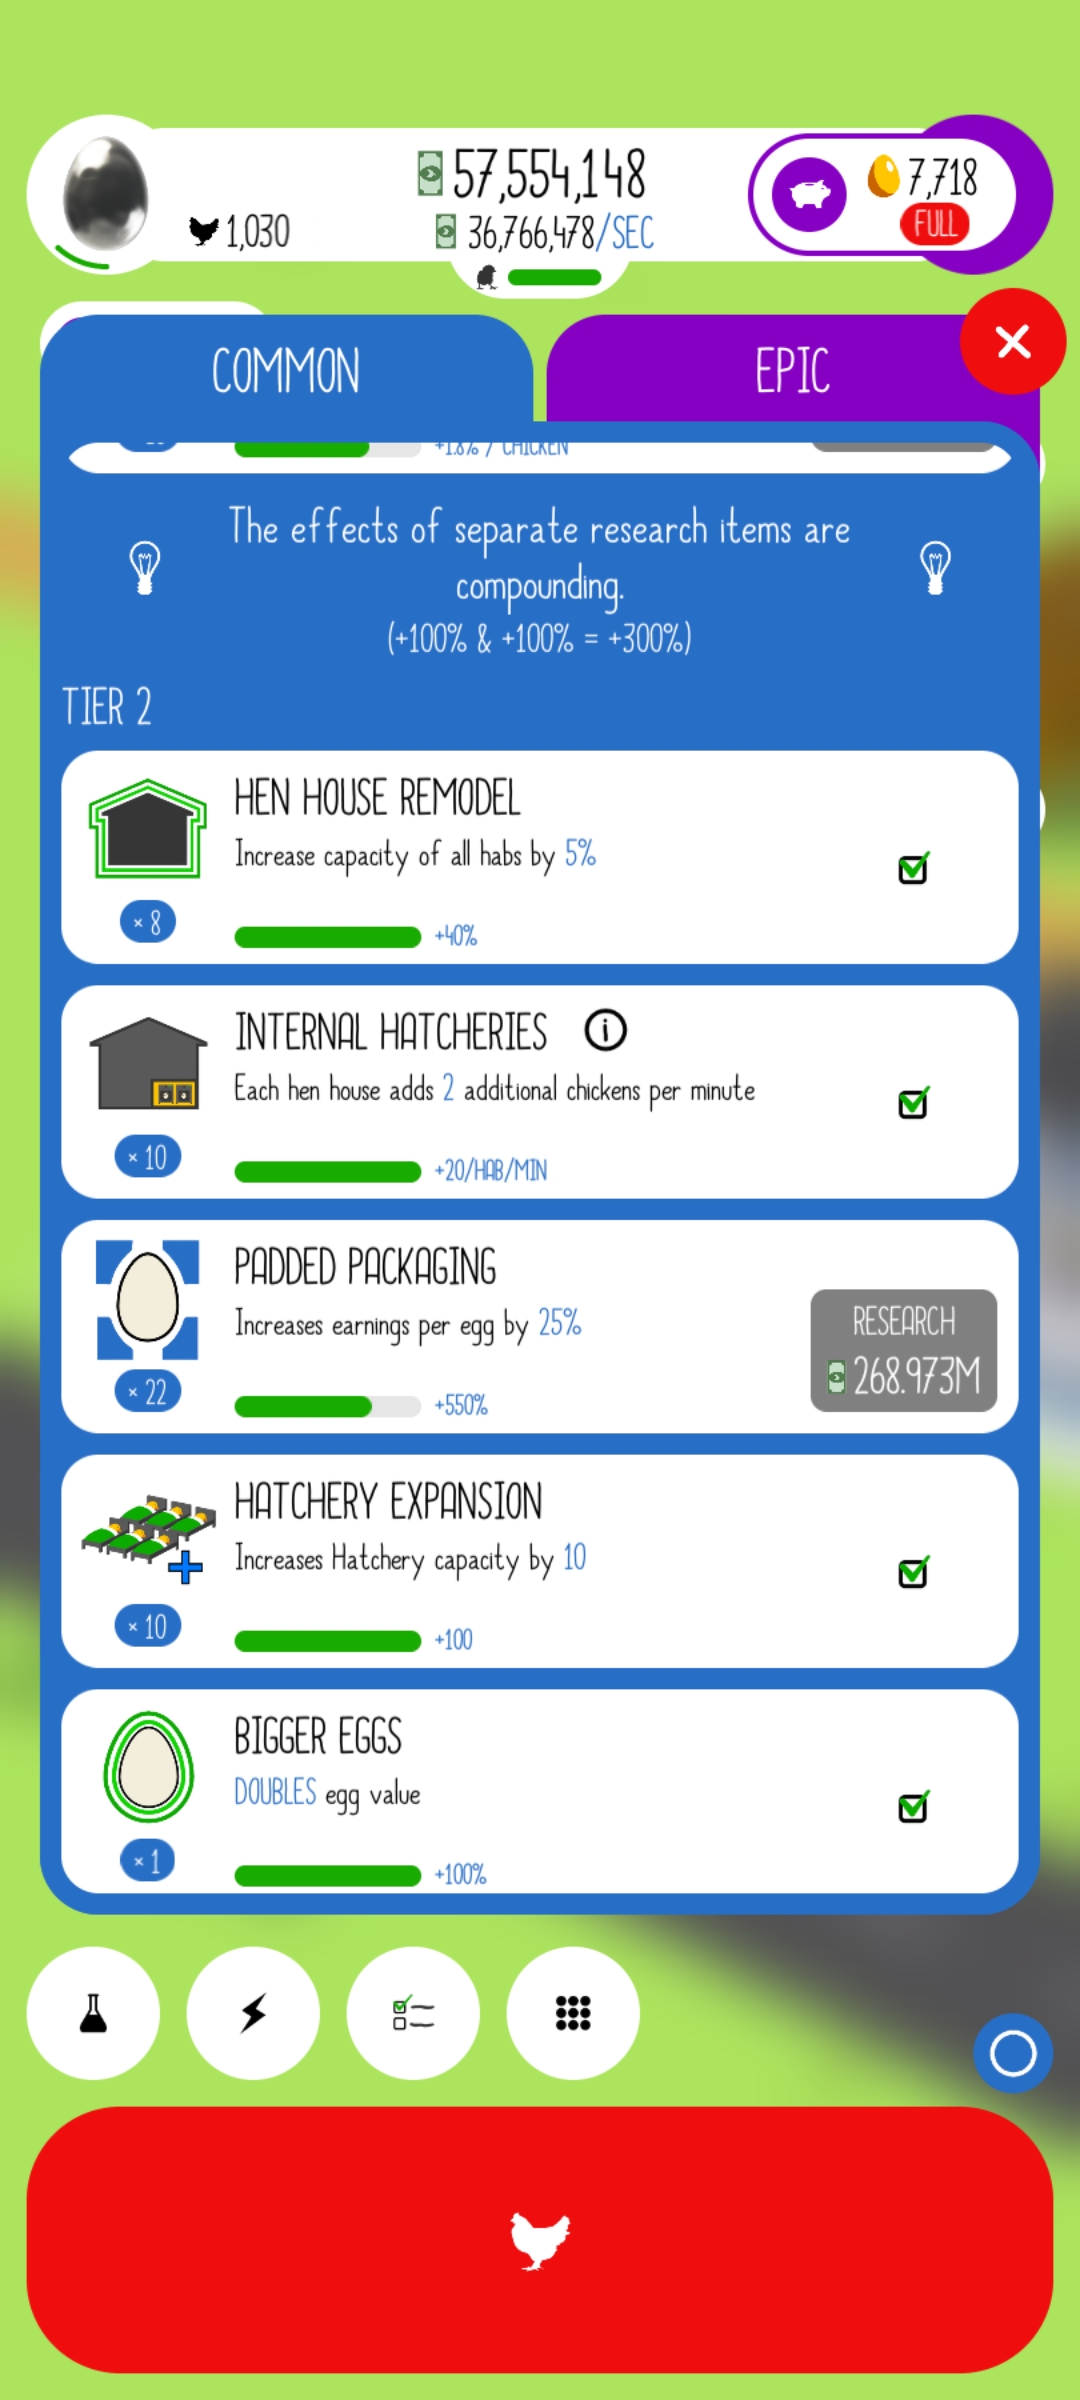 57,554,148
7,718
1,030
36,766,478/SEC
FULL
COMMON
EPIC
+1.8% / CHICKEN
The effects of separate research items are
compounding.
(+100% & +100% = +300%)
TIER 2
HEN HOUSE REMODEL
Increase capacity of all habs by 5%
× 8
+40%
INTERNAL HATCHERIES i
Each hen house adds 2 additional chickens per minute
× 10
+20/HAB/MIN
PADDED PACKAGING
Increases earnings per egg by 25%
RESEARCH
268.973M
× 22
+550%
HATCHERY EXPANSION
Increases Hatchery capacity by 10
× 10
+100
BIGGER EGGS
DOUBLES egg value
× 1
+100%